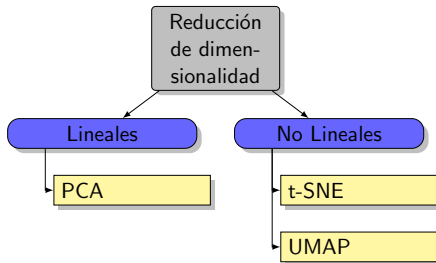 Reducción
de dimen-
sionalidad
Lineales
No Lineales
PCA
t-SNE
UMAP